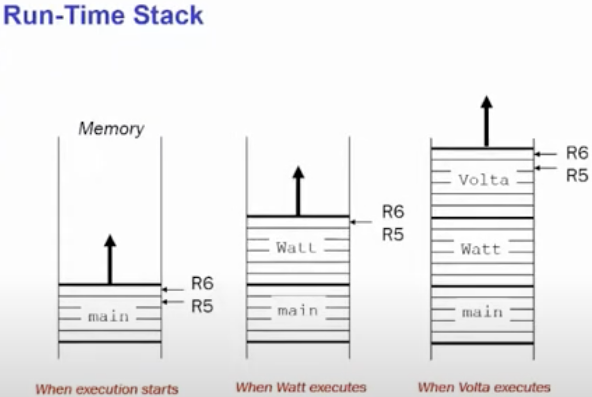 Run-Time Stack
Memory
R6
R5
main
When execution starts
R6
R5
Watt
main
When Watt executes
R6
R5
Volta
Watt
main
When Volta executes